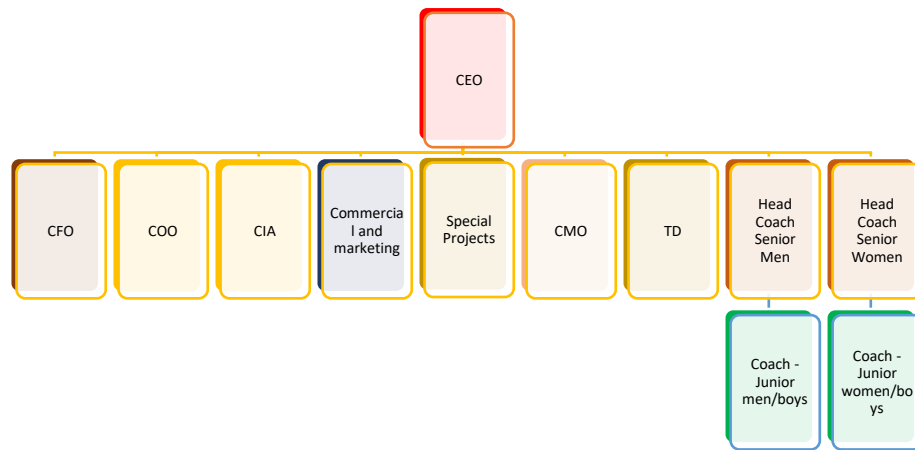 CEO
CFO
COO
CIA
Commercia
l and
marketing
Special
Projects
CMO
TD
Head
Coach
Senior
Men
Head
Coach
Senior
Women
Coach -
Junior
men/boys
Coach -
Junior
women/bo
ys